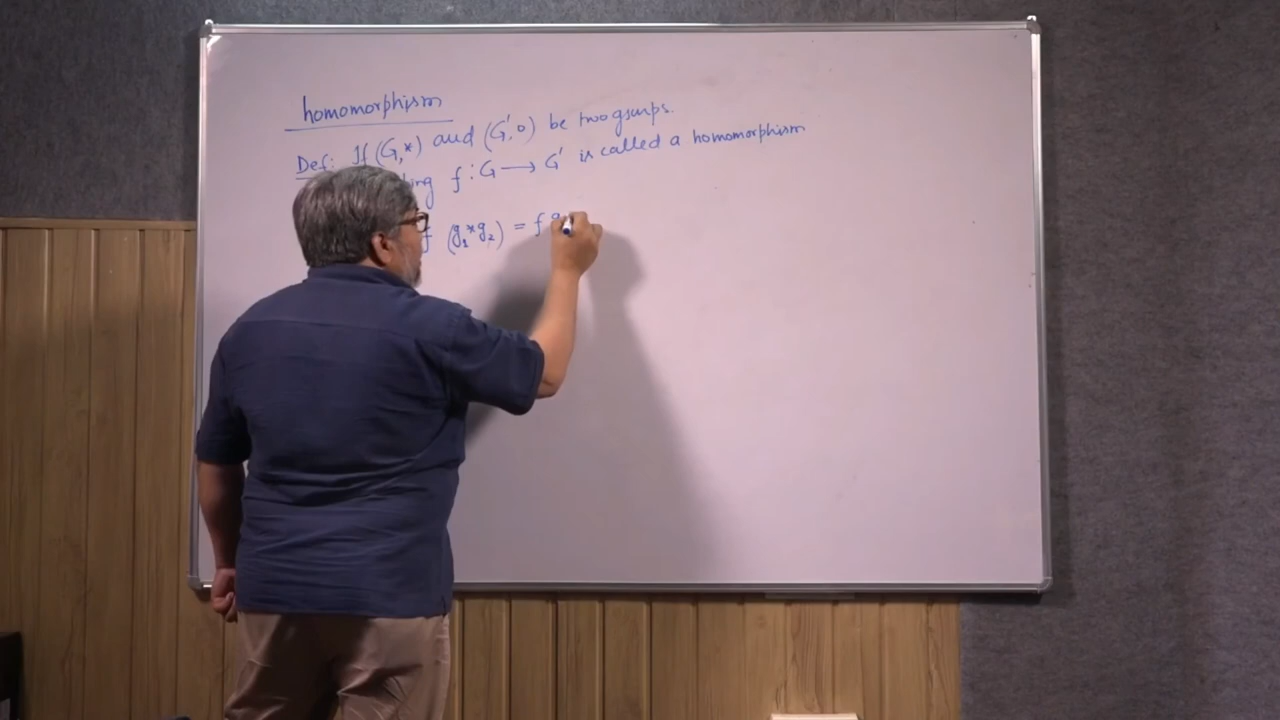 homomorphism
Def: If (G,*) and (G',o) be two groups.
f : G → G' is called a homomorphism
f (g₁*g₂) = f g